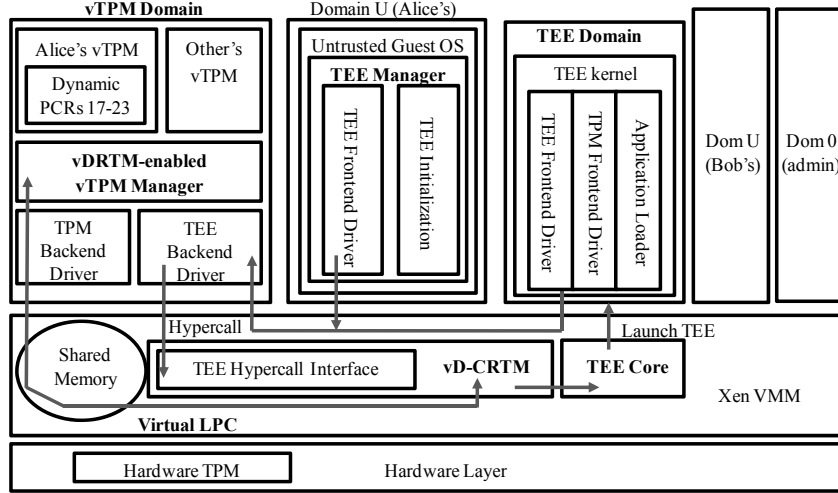 vTPM Domain
Alice's vTPM
Dynamic
PCRs 17-23
Other's
vTPM
vDRTM-enabled
vTPM Manager
TPM
Backend
Driver
TEE
Backend
Driver
Domain U (Alice's)
Untrusted Guest OS
TEE Manager
TEE Frontend Driver
TEE Initialization
TEE Domain
TEE kernel
TEE Frontend Driver
TPM Frontend Driver
Application Loader
Dom U
(Bob's)
Dom 0
(admin)
Hypercall
Launch TEE
Shared
Memory
TEE Hypercall Interface
vD-CRTM
TEE Core
Xen VMM
Virtual LPC
Hardware TPM
Hardware Layer